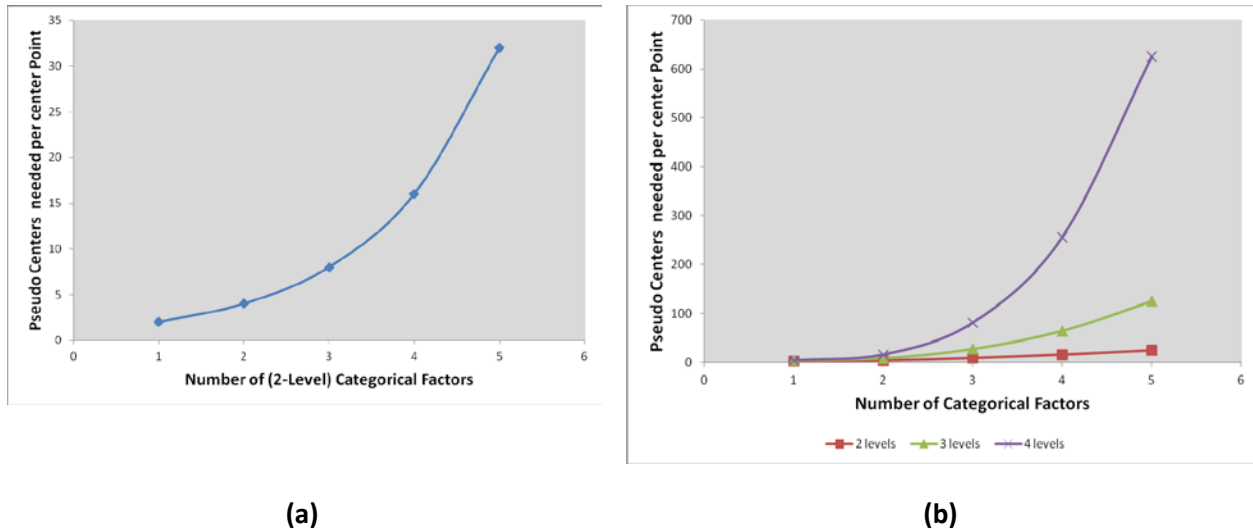 35
30
25
20
15
10
5
0
0 1 2 3 4 5 6
Pseudo Centers needed per center Point
Number of (2-Level) Categorical Factors
700
600
500
400
300
200
100
0
0 1 2 3 4 5 6
Pseudo Centers needed per center Point
Number of Categorical Factors
2 levels 3 levels 4 levels
(a) (b)